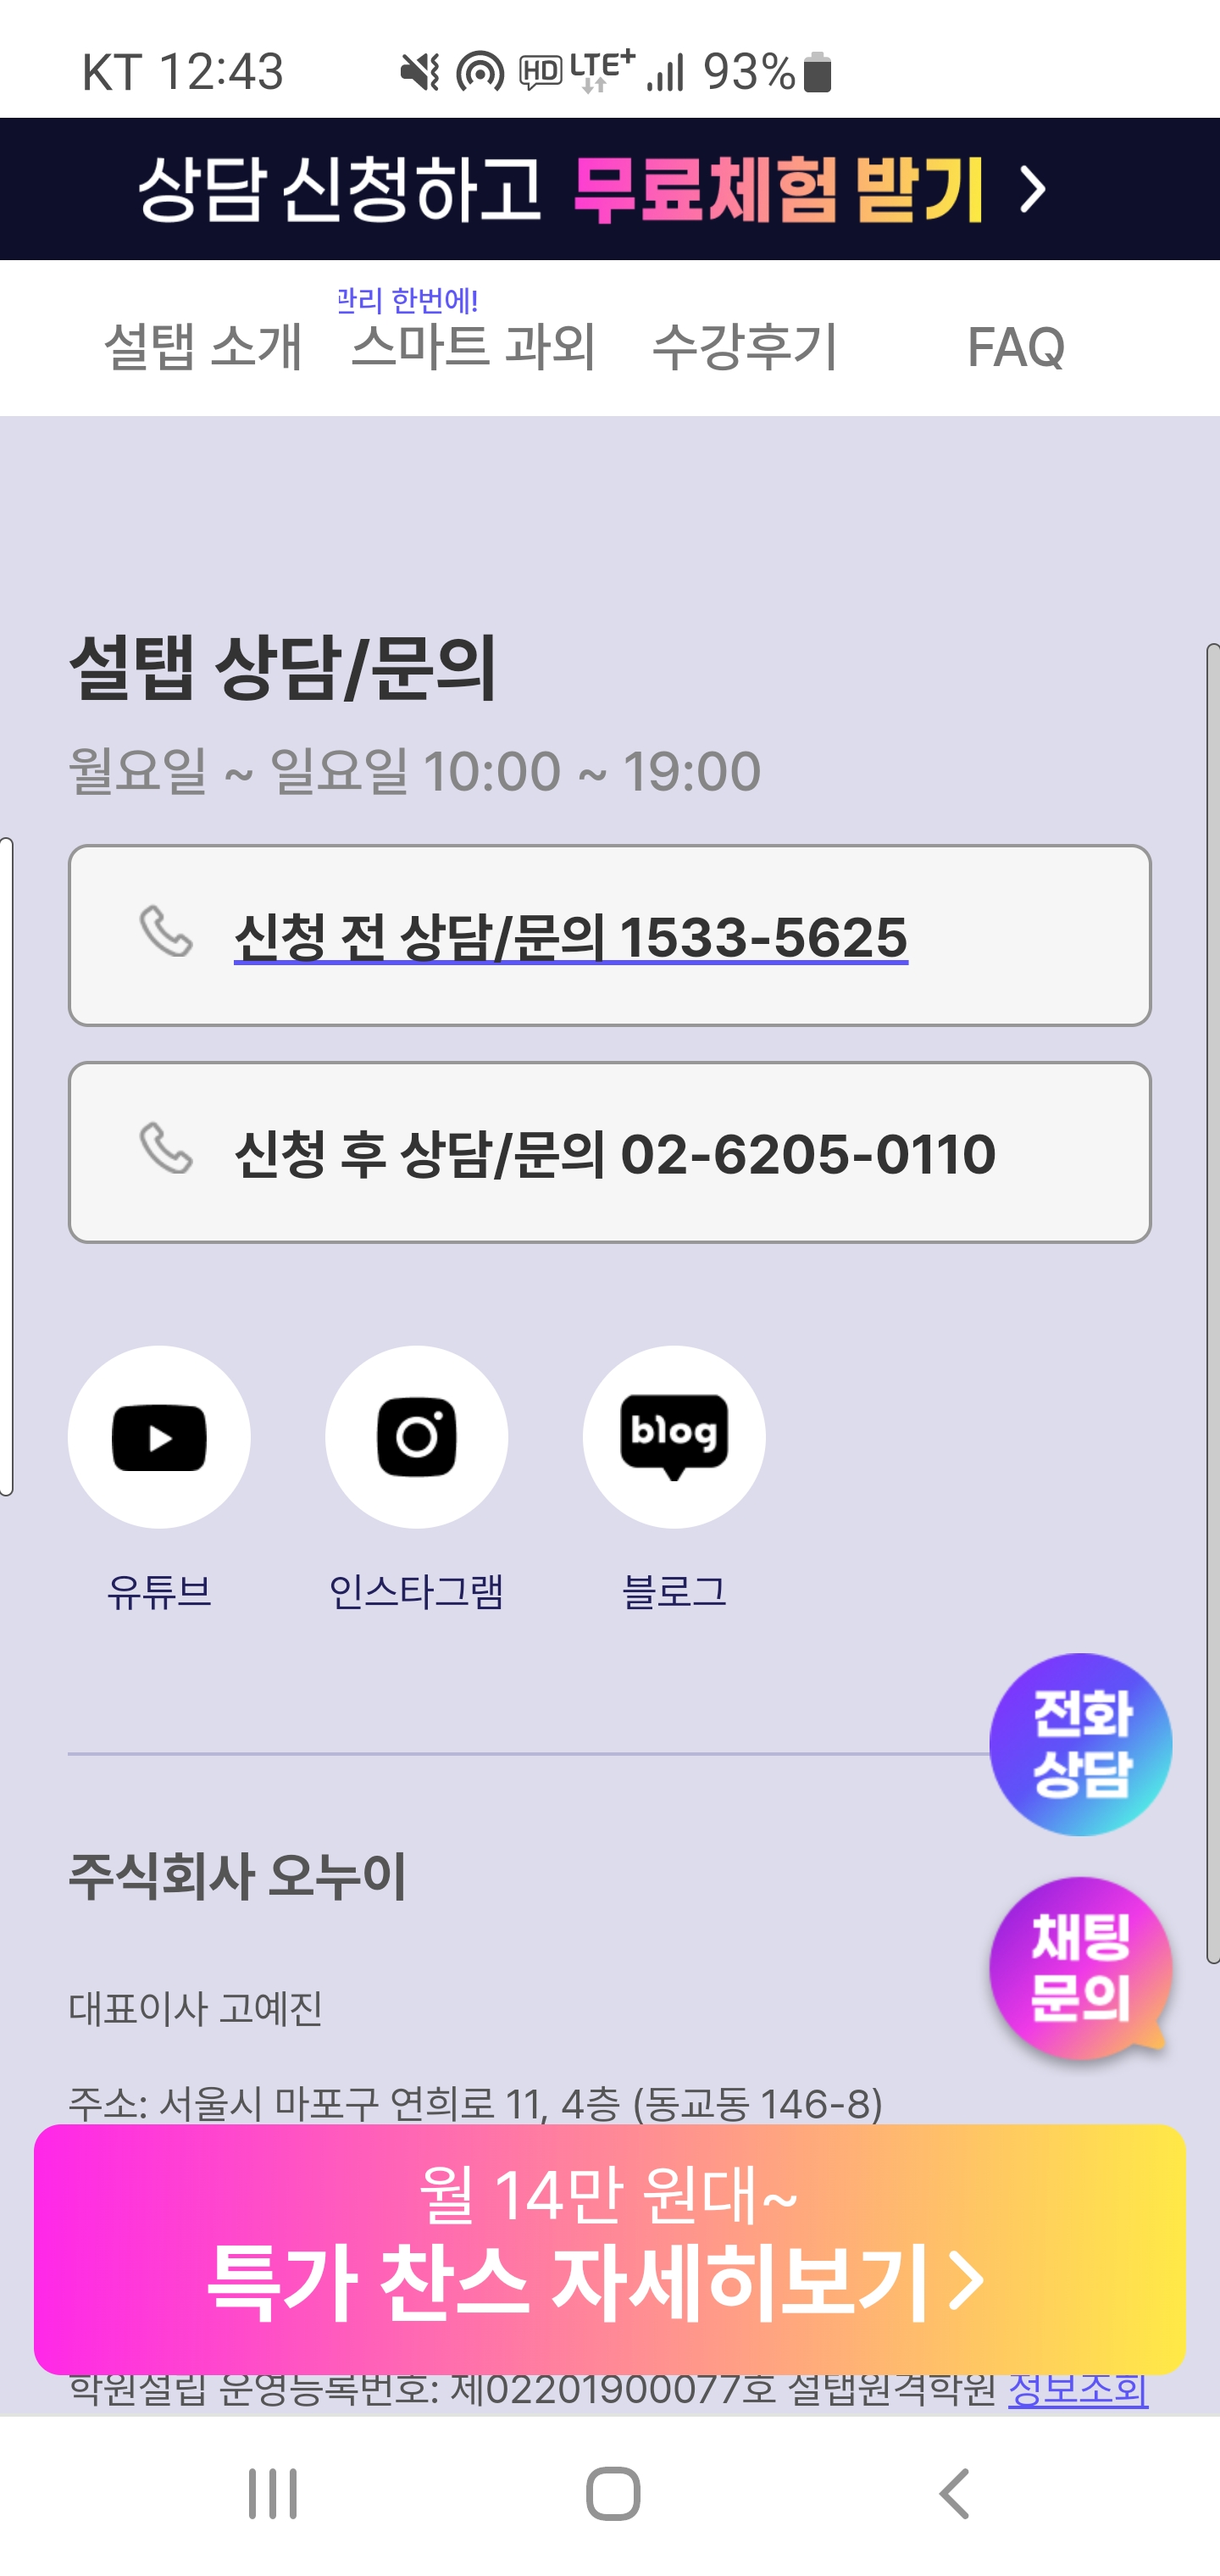 KT 12:43 HD LTE+ 93%
상담 신청하고 무료체험 받기
관리 한번에!
설탭 소개 스마트 과외 수강후기 FAQ
설탭 상담/문의
월요일 ~ 일요일 10:00 ~ 19:00
신청 전 상담/문의 1533-5625
신청 후 상담/문의 02-6205-0110
blog
유튜브 인스타그램 블로그
전화
상담
주식회사 오누이
채팅
문의
대표이사 고예진
주소: 서울시 마포구 연희로 11, 4층 (동교동 146-8)
월 14만 원대~
특가 찬스 자세히보기
학원설립 운영등록번호: 제02201900077호 설탭원격학원 정보조회